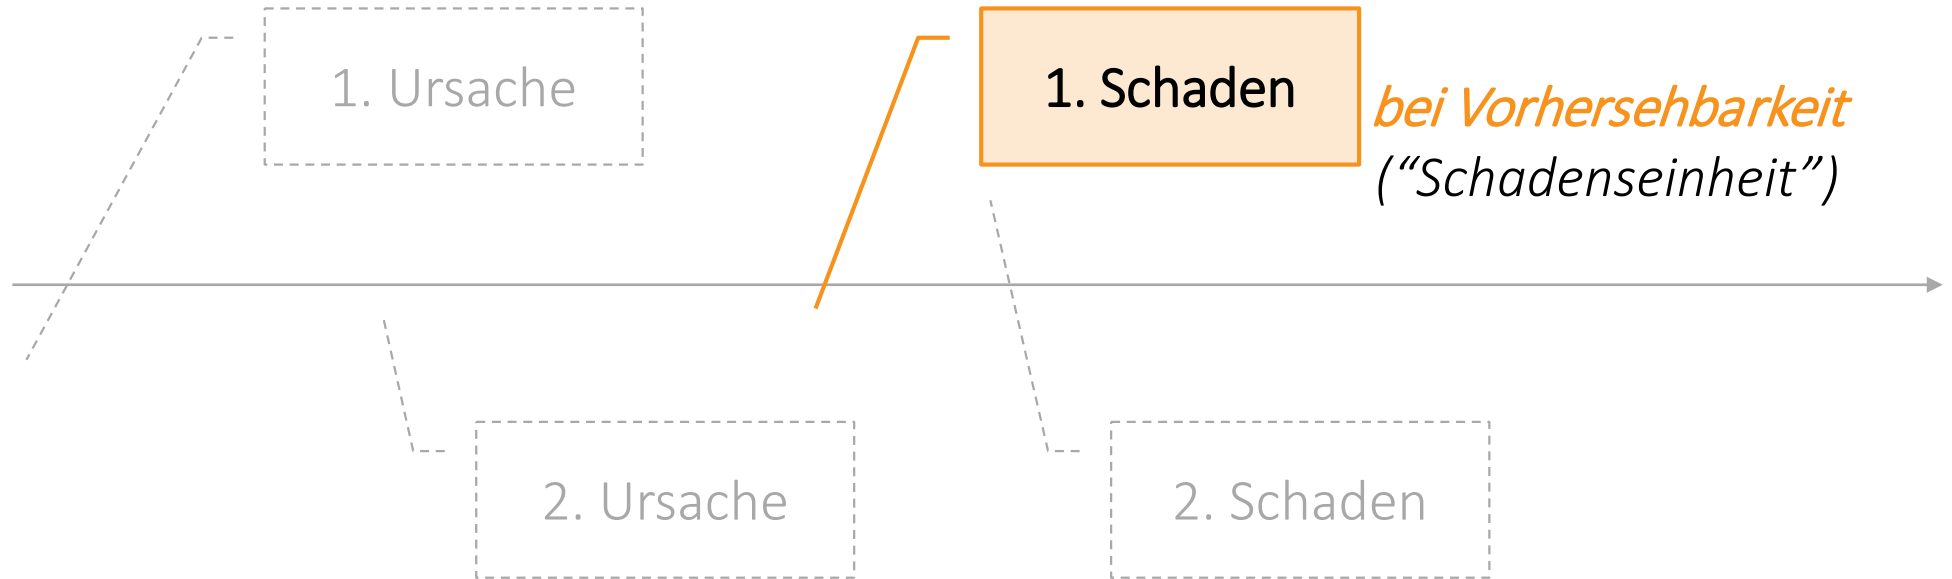 1. Ursache
1. Schaden
bei Vorhersehbarkeit
(“Schadenseinheit”)
2. Ursache
2. Schaden